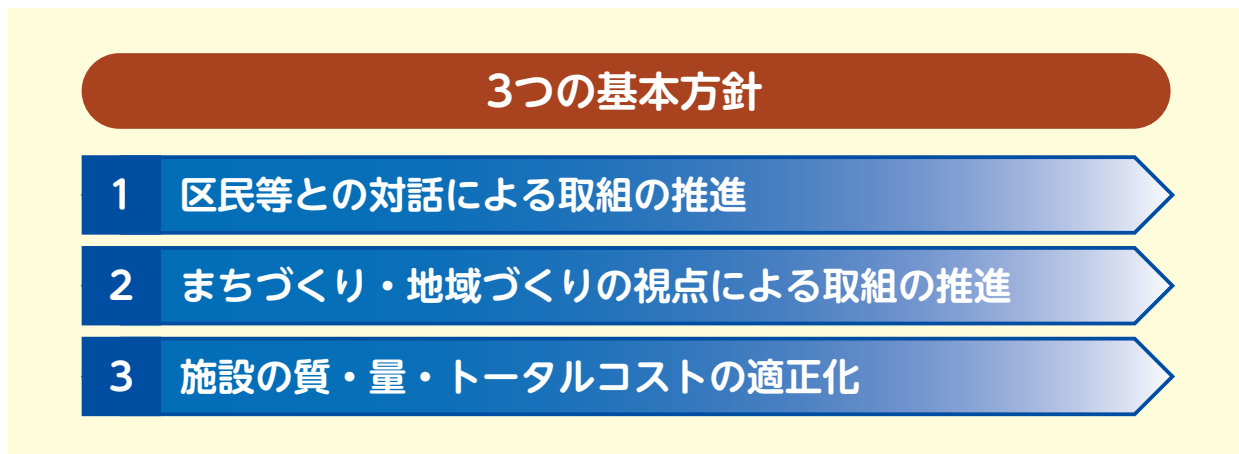 3つの基本方針
1 区民等との対話による取組の推進
2 まちづくり・地域づくりの視点による取組の推進
3 施設の質・量・トータルコストの適正化